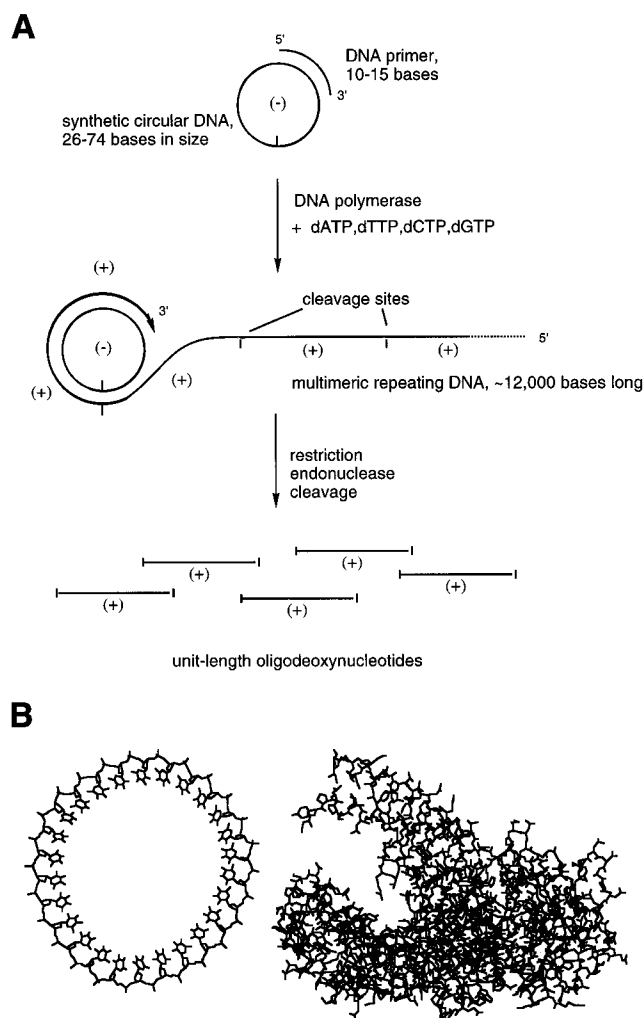 A
5'
DNA primer,
10-15 bases
3'
(-)
synthetic circular DNA,
26-74 bases in size
DNA polymerase
+ dATP,dTTP,dCTP,dGTP
(+)
cleavage sites
3'
5'
(-)
(+)
(+)
(+)
(+)
multimeric repeating DNA, ~12,000 bases long
restriction
endonuclease
cleavage
(+)
(+)
(+)
(+)
(+)
unit-length oligodeoxynucleotides
B